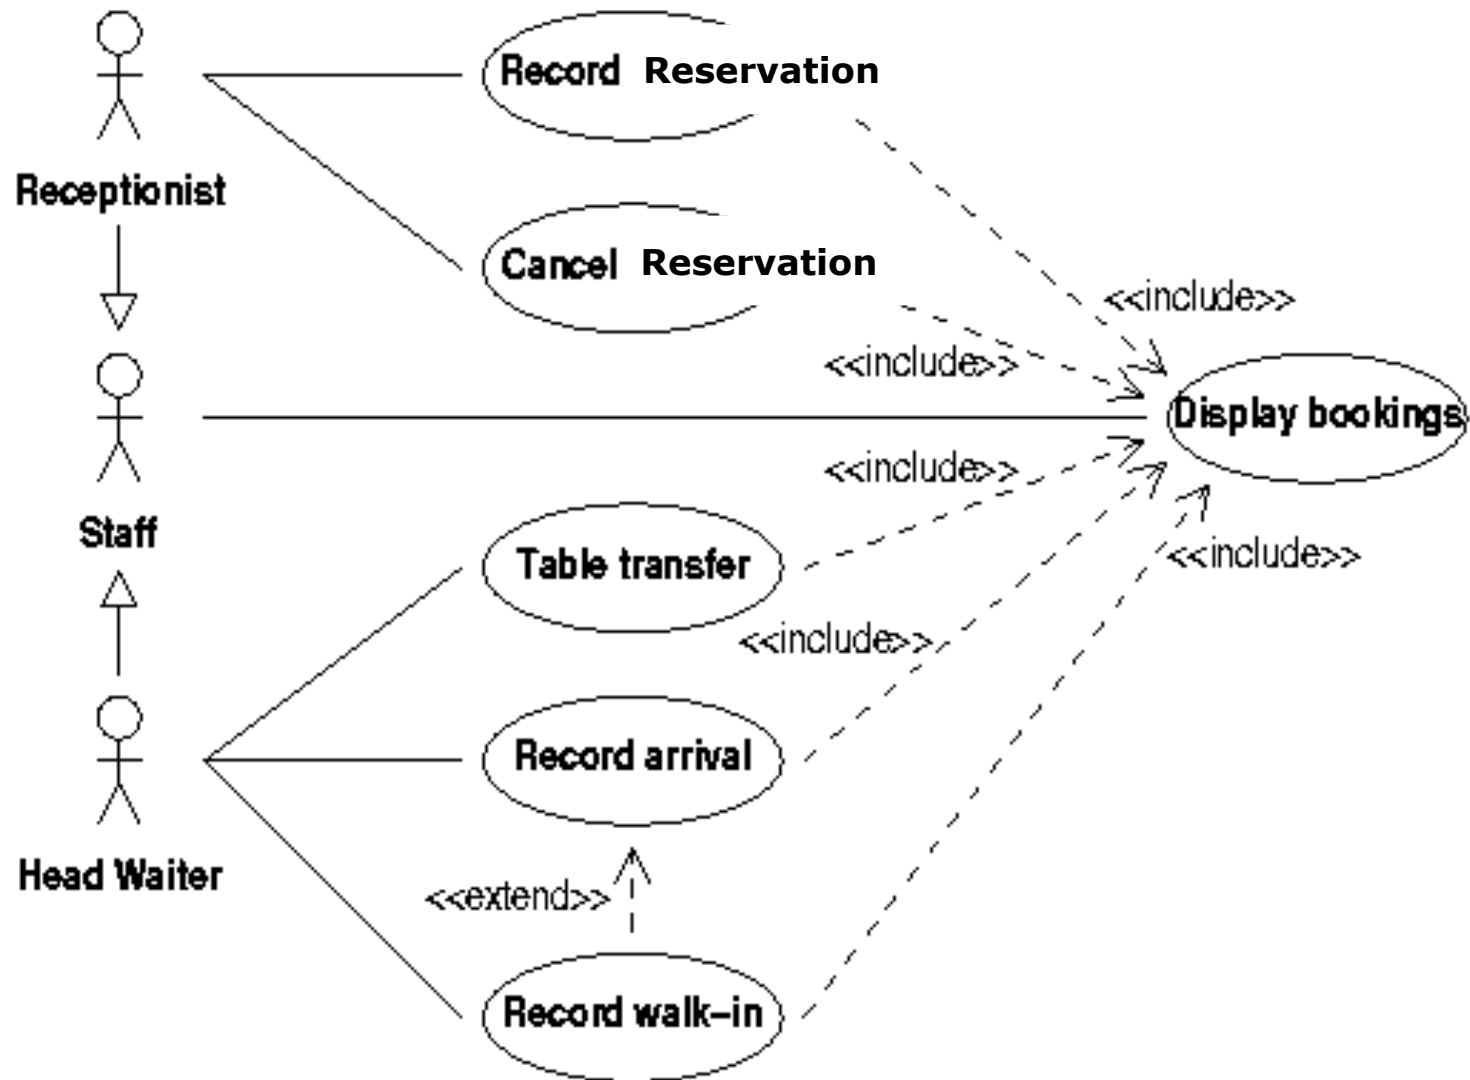 Record Reservation
Receptionist
Cancel Reservation
<<include>>
<<include>>
Display bookings
<<include>>
Staff
Table transfer
<<include>>
<<include>>
Record arrival
Head Waiter
<<extend>>
Record walk-in